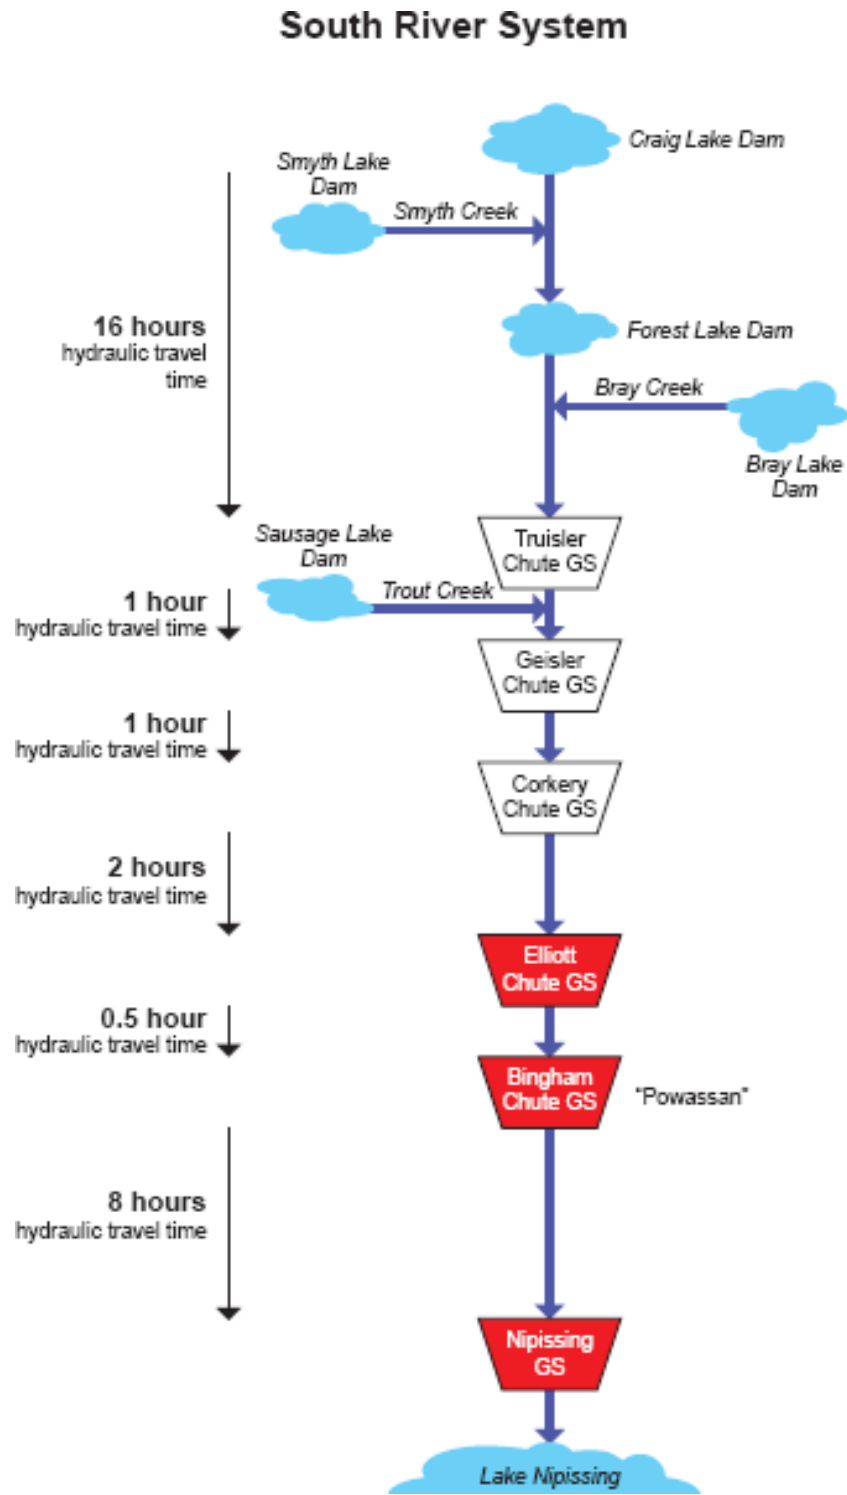 South River System
Craig Lake Dam
Smyth Lake
Dam
Smyth Creek
16 hours
hydraulic travel
time
Forest Lake Dam
Bray Creek
Bray Lake
Dam
Truisler
Chute GS
Sausage Lake
Dam
Trout Creek
1 hour
hydraulic travel time
Geisler
Chute GS
1 hour
hydraulic travel time
Corkery
Chute GS
2 hours
hydraulic travel time
Elliott
Chute GS
0.5 hour
hydraulic travel time
Bingham
Chute GS
"Powassan"
8 hours
hydraulic travel time
Nipissing
GS
Lake Nipissing